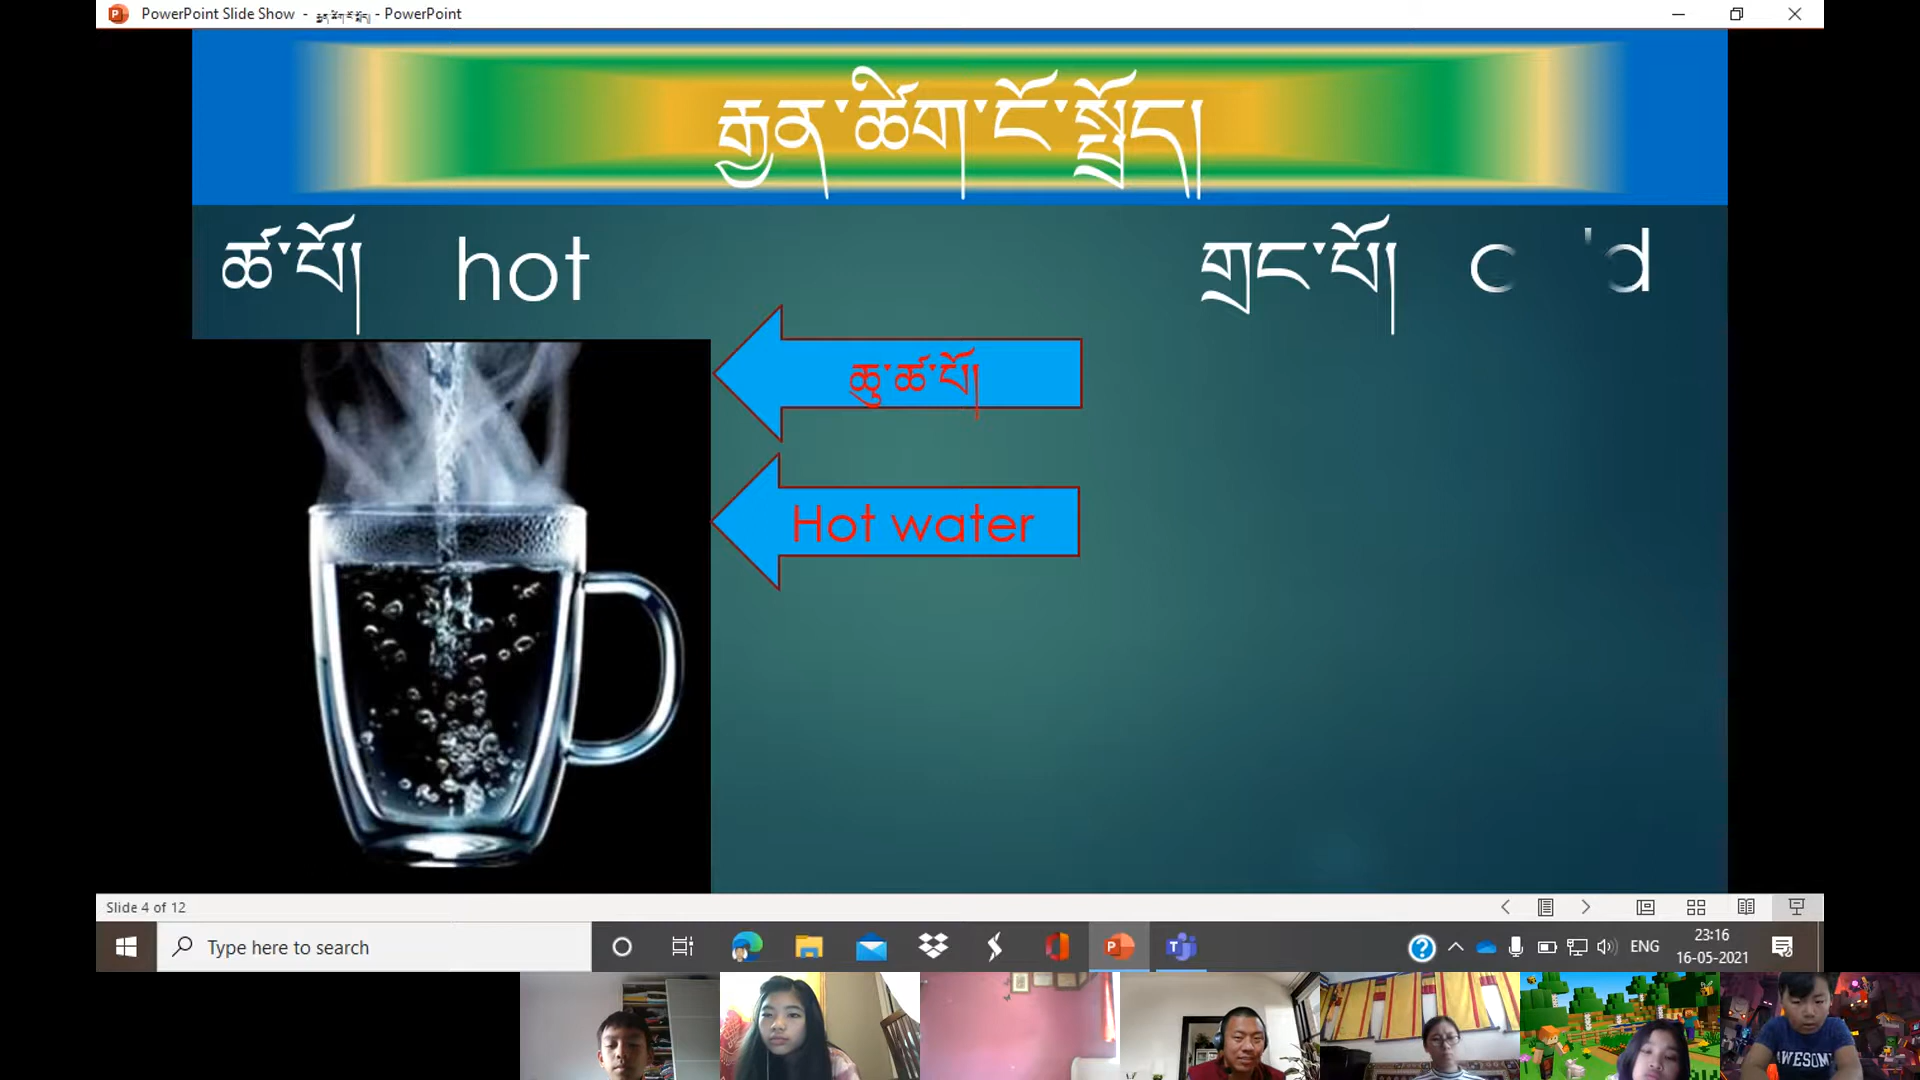 PowerPoint Slide Show - རྒྱན་ཚིག་ངོ་སྤྲོད། - PowerPoint
རྒྱན་ཚིག་ངོ་སྤྲོད།
ཚ་པོ། hot
གྲང་པོ། c 'd
ཆུ་ཚ་པོ།
Hot water
Slide 4 of 12
Type here to search
ENG
23:16
16-05-2021
AWESOM